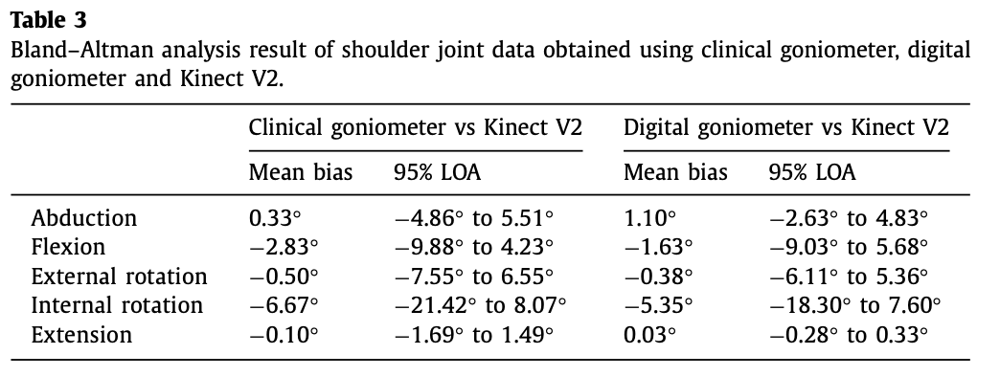 Table 3
Bland–Altman analysis result of shoulder joint data obtained using clinical goniometer, digital
goniometer and Kinect V2.
Clinical goniometer vs Kinect V2 Digital goniometer vs Kinect V2
Mean bias 95% LOA Mean bias 95% LOA
Abduction 0.33° −4.86° to 5.51° 1.10° −2.63° to 4.83°
Flexion −2.83° −9.88° to 4.23° −1.63° −9.03° to 5.68°
External rotation −0.50° −7.55° to 6.55° −0.38° −6.11° to 5.36°
Internal rotation −6.67° −21.42° to 8.07° −5.35° −18.30° to 7.60°
Extension −0.10° −1.69° to 1.49° 0.03° −0.28° to 0.33°